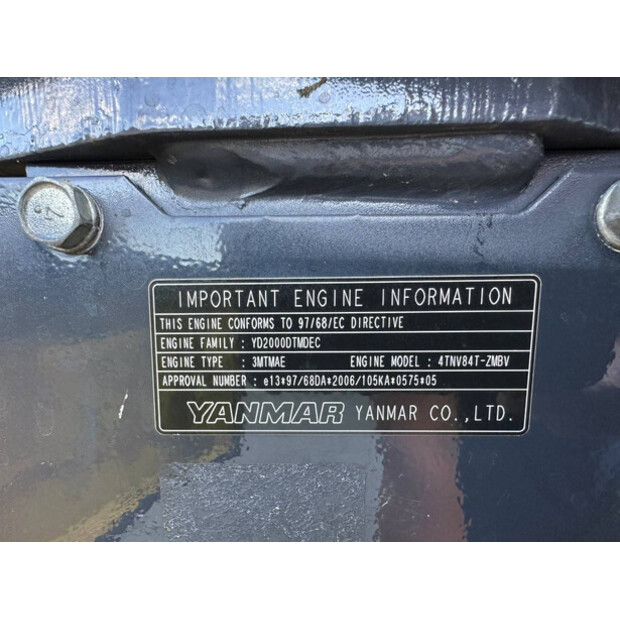 IMPORTANT ENGINE INFORMATION
THIS ENGINE CONFORMS TO 97/68/EC DIRECTIVE
ENGINE FAMILY : YD2000DTMDEC
ENGINE TYPE : 3MTMAE ENGINE MODEL : 4TNV84T-ZMBV
APPROVAL NUMBER : e13*97/68DA*2006/105KA*0575*05
YANMAR YANMAR CO.,LTD.